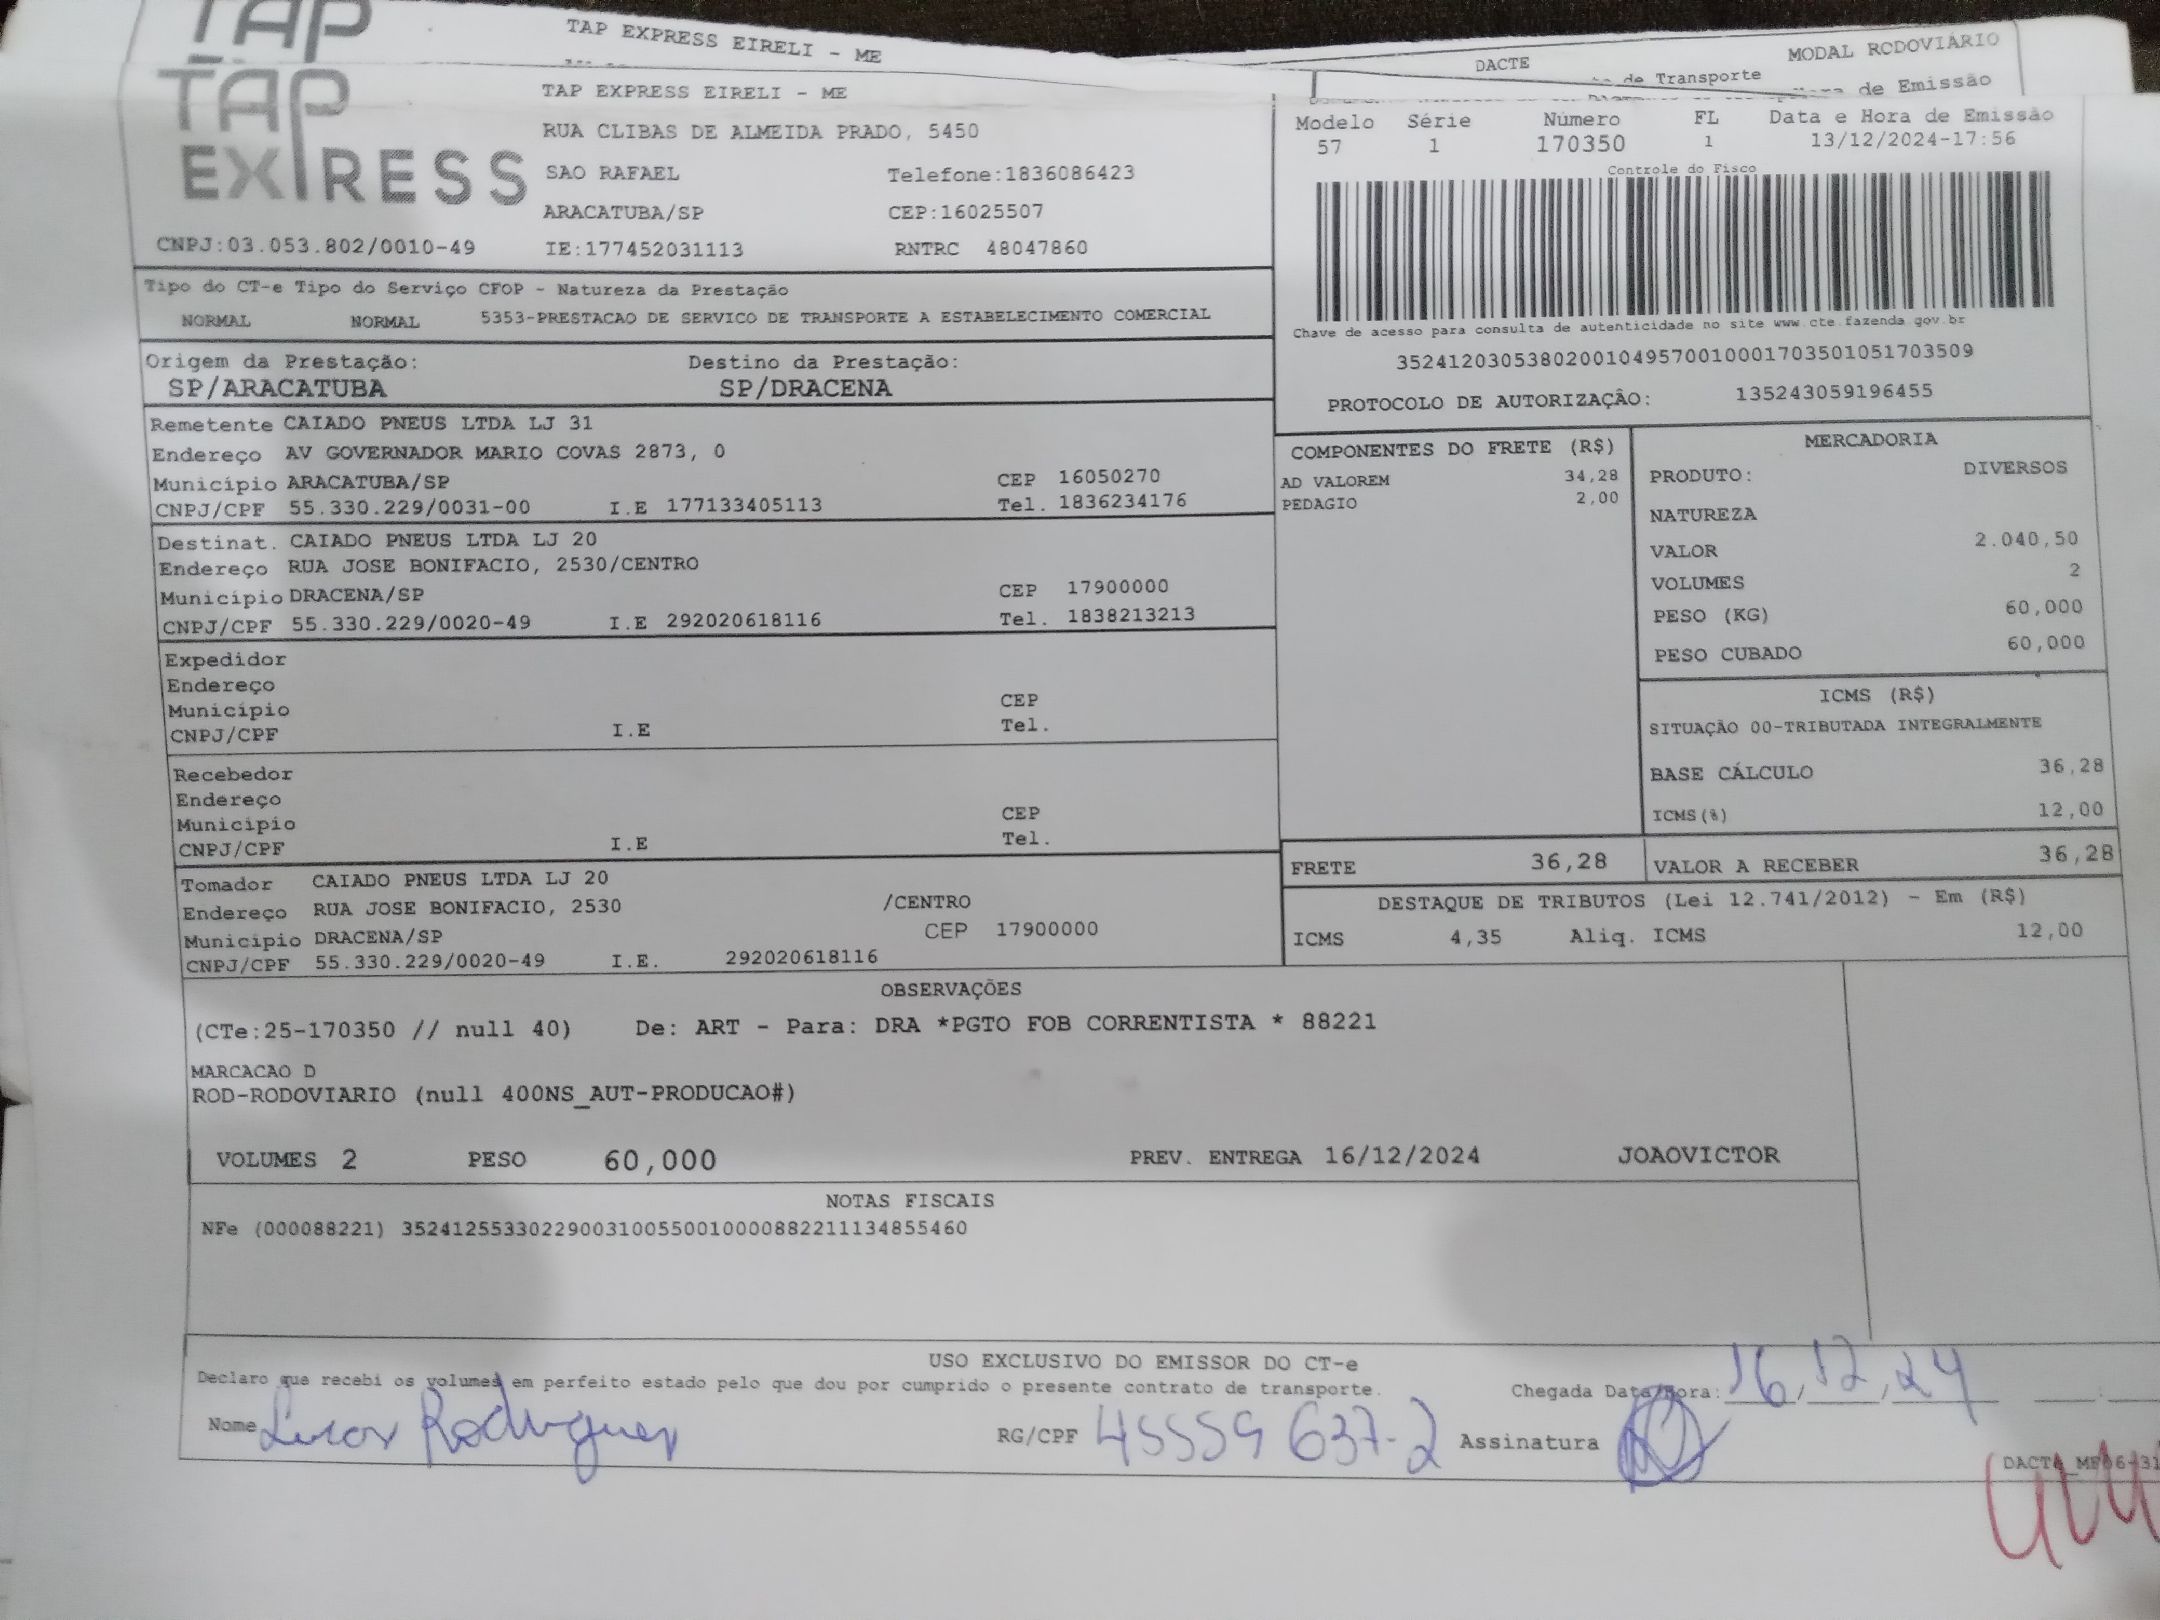 TAP
TAP EXPRESS EIRELI - ME
DACTE
MODAL RODOVIARIO
de Transporte
de Emissão
TAP
EXPRESS
TAP EXPRESS EIRELI - ME
RUA CLIBAS DE ALMEIDA PRADO, 5450
SAO RAFAEL Telefone:1836086423
ARACATUBA/SP CEP:16025507
CNPJ:03.053.802/0010-49 IE:177452031113 RNTRC 48047860
Modelo Série Número FL Data e Hora de Emissão
57 1 170350 1 13/12/2024-17:56
Controle do Fisco
Chave de acesso para consulta de autenticidade no site www.cte.fazenda.gov.br
35241203053802001049570010001703501051703509
PROTOCOLO DE AUTORIZAÇÃO: 135243059196455
Tipo do CT-e Tipo do Serviço CFOP - Natureza da Prestação
NORMAL NORMAL 5353-PRESTACAO DE SERVICO DE TRANSPORTE A ESTABELECIMENTO COMERCIAL
Origem da Prestação: Destino da Prestação:
SP/ARACATUBA SP/DRACENA
Remetente CAIADO PNEUS LTDA LJ 31
Endereço AV GOVERNADOR MARIO COVAS 2873, 0
Município ARACATUBA/SP CEP 16050270
CNPJ/CPF 55.330.229/0031-00 I.E 177133405113 Tel. 1836234176
Destinat. CAIADO PNEUS LTDA LJ 20
Endereço RUA JOSE BONIFACIO, 2530/CENTRO
Município DRACENA/SP CEP 17900000
CNPJ/CPF 55.330.229/0020-49 I.E 292020618116 Tel. 1838213213
Expedidor
Endereço
Município CEP
CNPJ/CPF I.E Tel.
Recebedor
Endereço
Município CEP
CNPJ/CPF I.E Tel.
Tomador CAIADO PNEUS LTDA LJ 20
Endereço RUA JOSE BONIFACIO, 2530 /CENTRO
Município DRACENA/SP CEP 17900000
CNPJ/CPF 55.330.229/0020-49 I.E. 292020618116
COMPONENTES DO FRETE (R$)
AD VALOREM 34,28
PEDAGIO 2,00
MERCADORIA
PRODUTO: DIVERSOS
NATUREZA
VALOR 2.040,50
VOLUMES 2
PESO (KG) 60,000
PESO CUBADO 60,000
ICMS (R$)
SITUAÇÃO 00-TRIBUTADA INTEGRALMENTE
BASE CÁLCULO 36,28
ICMS(%) 12,00
FRETE 36,28 VALOR A RECEBER 36,28
DESTAQUE DE TRIBUTOS (Lei 12.741/2012) - Em (R$)
ICMS 4,35 Aliq. ICMS 12,00
OBSERVAÇÕES
(CTe:25-170350 // null 40) De: ART - Para: DRA *PGTO FOB CORRENTISTA * 88221
MARCACAO D
ROD-RODOVIARIO (null 400NS_AUT-PRODUCAO#)
VOLUMES 2 PESO 60,000 PREV. ENTREGA 16/12/2024 JOAOVICTOR
NOTAS FISCAIS
NFe (000088221) 35241255330229003100550010000882211134855460
USO EXCLUSIVO DO EMISSOR DO CT-e
Declaro que recebi os volumes em perfeito estado pelo que dou por cumprido o presente contrato de transporte. Chegada Data/Hora: 16/12/24
Nome Lucas Rodrigues RG/CPF 45559637-2 Assinatura